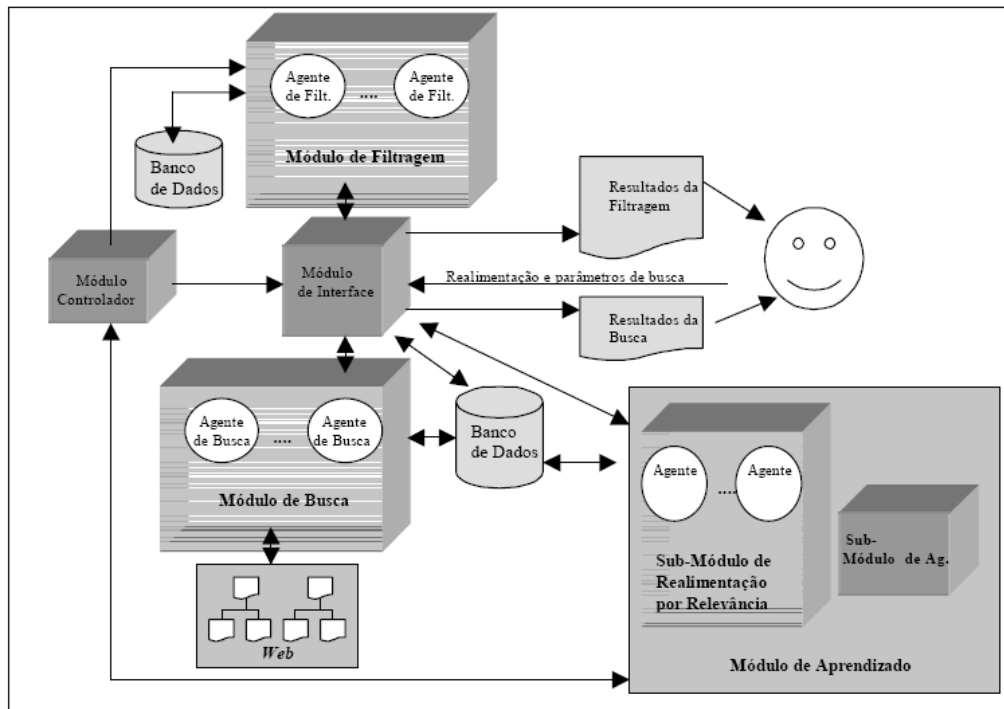 Agente
de Filt.
....
Agente
de Filt.
Módulo de Filtragem
Banco
de Dados
Resultados da
Filtragem
Módulo
Controlador
Módulo
de Interface
Realimentação e parâmetros de busca
Resultados da
Busca
Agente
de Busca
....
Agente
de Busca
Módulo de Busca
Banco
de Dados
Agente
....
Agente
Sub-Módulo de
Realimentação
por Relevância
Sub-
Módulo de Ag.
Web
Módulo de Aprendizado